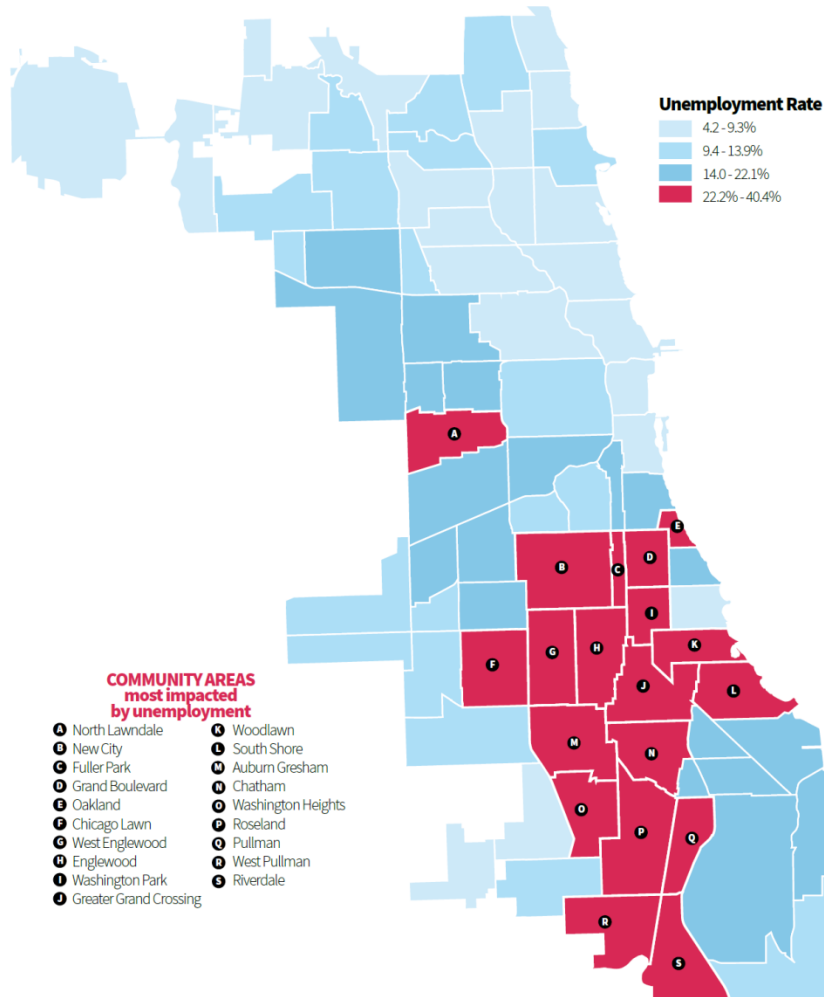 Unemployment Rate
4.2 - 9.3%
9.4 - 13.9%
14.0 - 22.1%
22.2% - 40.4%
A
E
D
B
C
I
K
H
G
F
J
L
M
N
O
P
Q
R
S
COMMUNITY AREAS
most impacted
by unemployment
A North Lawndale
B New City
C Fuller Park
D Grand Boulevard
E Oakland
F Chicago Lawn
G West Englewood
H Englewood
I Washington Park
J Greater Grand Crossing
K Woodlawn
L South Shore
M Auburn Gresham
N Chatham
O Washington Heights
P Roseland
Q Pullman
R West Pullman
S Riverdale